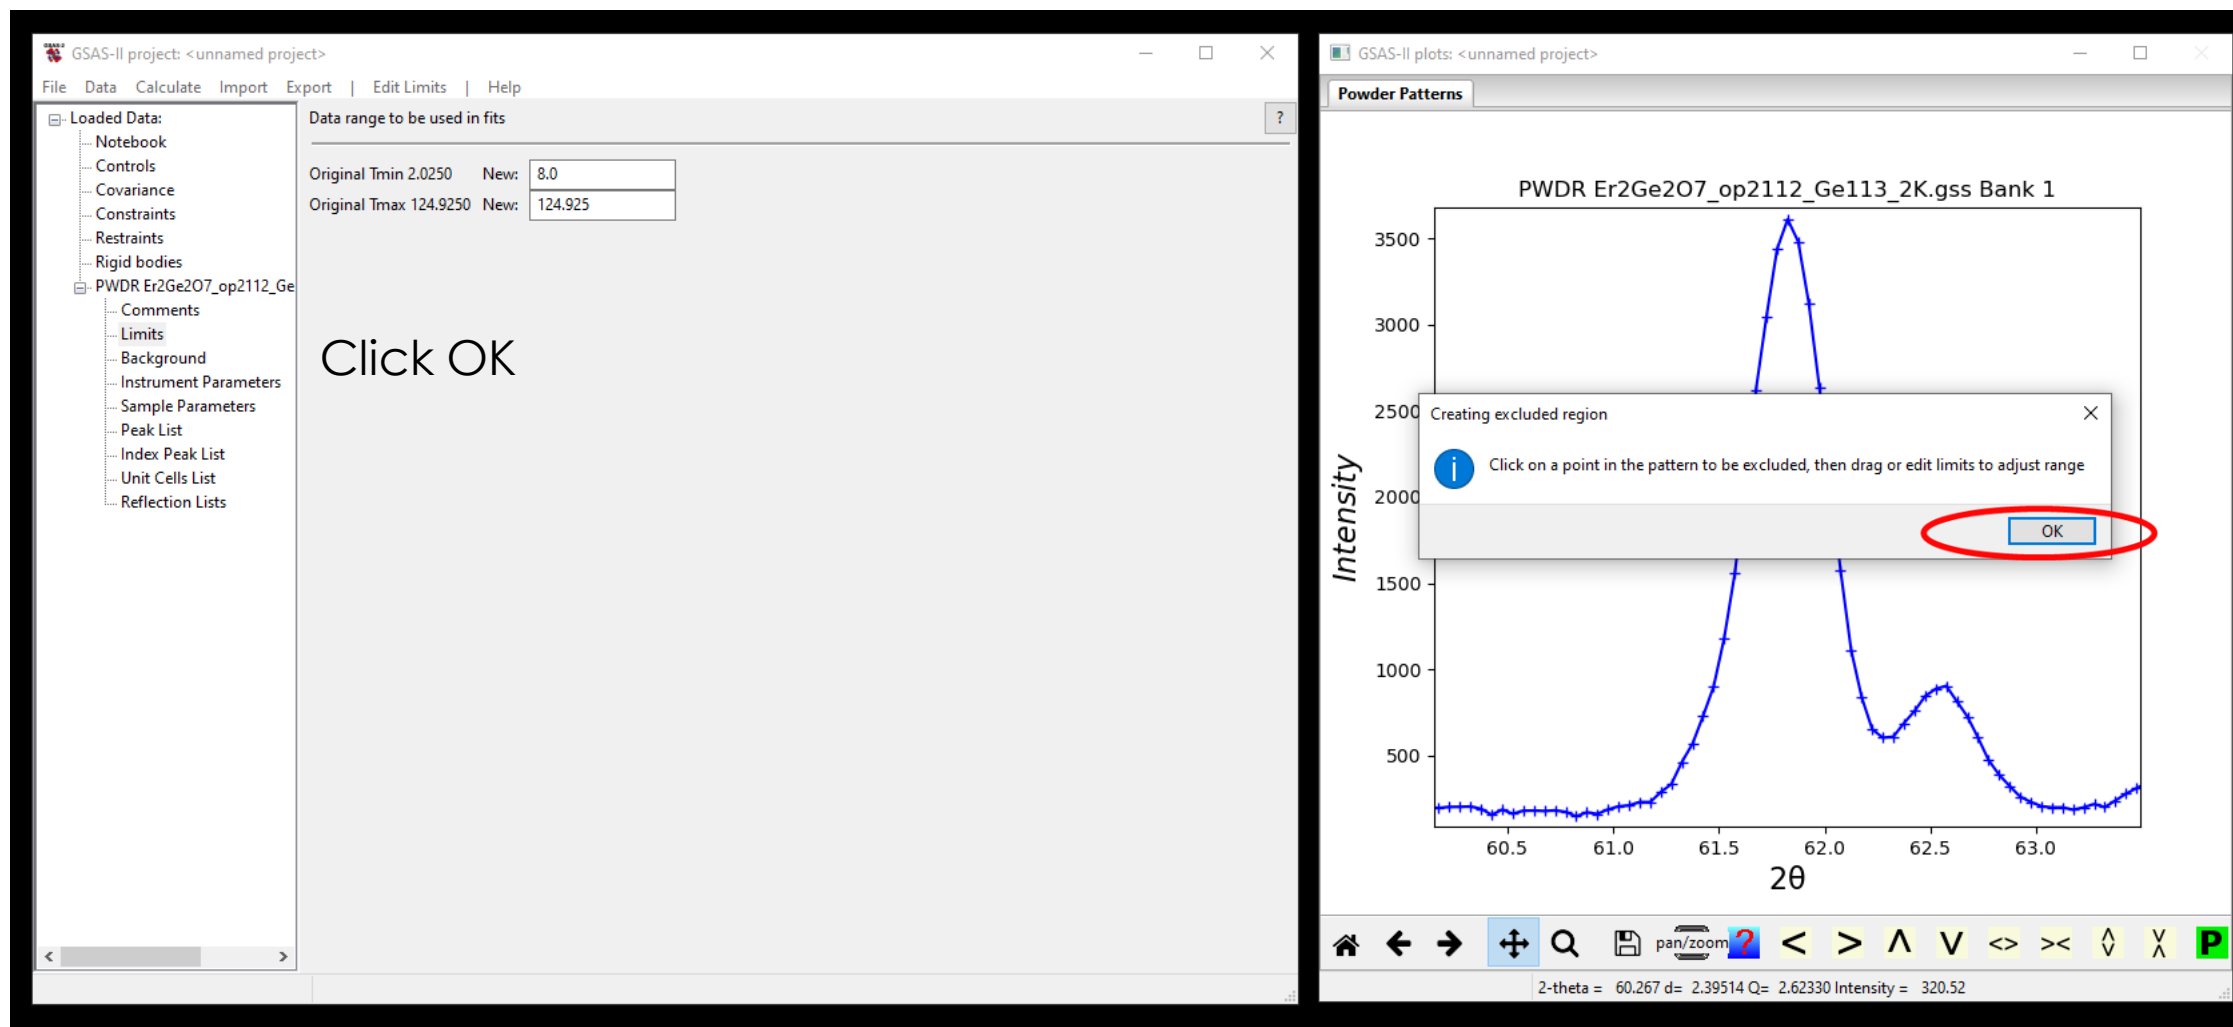 GSAS-II project: <unnamed project>
File Data Calculate Import Export | Edit Limits | Help
Loaded Data:
Notebook
Controls
Covariance
Constraints
Restraints
Rigid bodies
PWDR Er2Ge2O7_op2112_Ge
Comments
Limits
Background
Instrument Parameters
Sample Parameters
Peak List
Index Peak List
Unit Cells List
Reflection Lists
Data range to be used in fits
?
Original Tmin 2.0250 New: 8.0
Original Tmax 124.9250 New: 124.925
Click OK
GSAS-II plots: <unnamed project>
Powder Patterns
PWDR Er2Ge2O7_op2112_Ge113_2K.gss Bank 1
3500
3000
2500
2000
1500
1000
500
Intensity
Creating excluded region
Click on a point in the pattern to be excluded, then drag or edit limits to adjust range
OK
60.5 61.0 61.5 62.0 62.5 63.0
2θ
pan/zoom ? P
2-theta = 60.267 d= 2.39514 Q= 2.62330 Intensity = 320.52